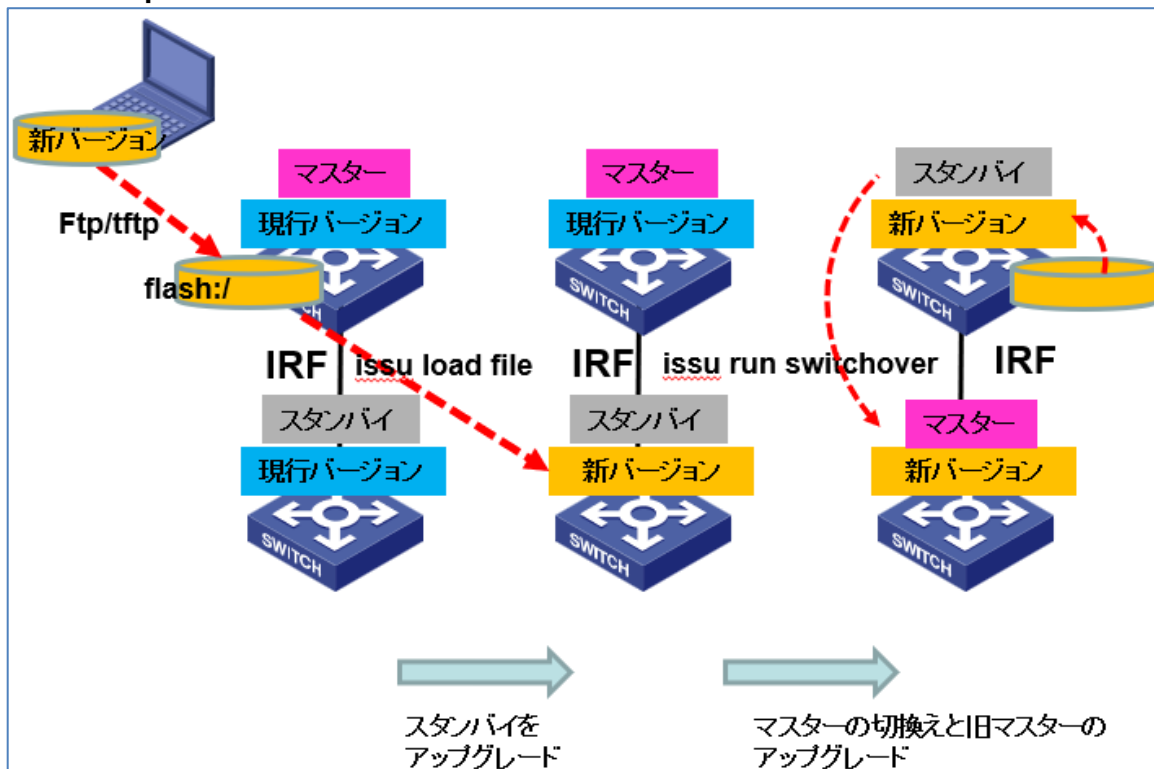 新バージョン
Ftp/tftp
flash:/
マスター
現行バージョン
SWITCH
IRF
issu load file
スタンバイ
現行バージョン
SWITCH
マスター
現行バージョン
SWITCH
IRF
issu run switchover
スタンバイ
新バージョン
SWITCH
スタンバイ
新バージョン
SWITCH
IRF
マスター
新バージョン
SWITCH
スタンバイを
アップグレード
マスターの切換えと旧マスターの
アップグレード